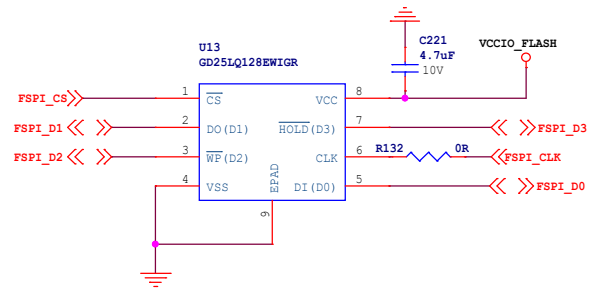 U13
GD25LQ128EWIGR
C221
4.7uF
10V
VCCIO_FLASH
FSPI_CS
1
CS
VCC
8
FSPI_D1
2
DO(D1)
HOLD(D3)
7
FSPI_D3
FSPI_D2
3
WP(D2)
CLK
6
R132
0R
FSPI_CLK
4
VSS
EPAD
DI(D0)
5
FSPI_D0
9